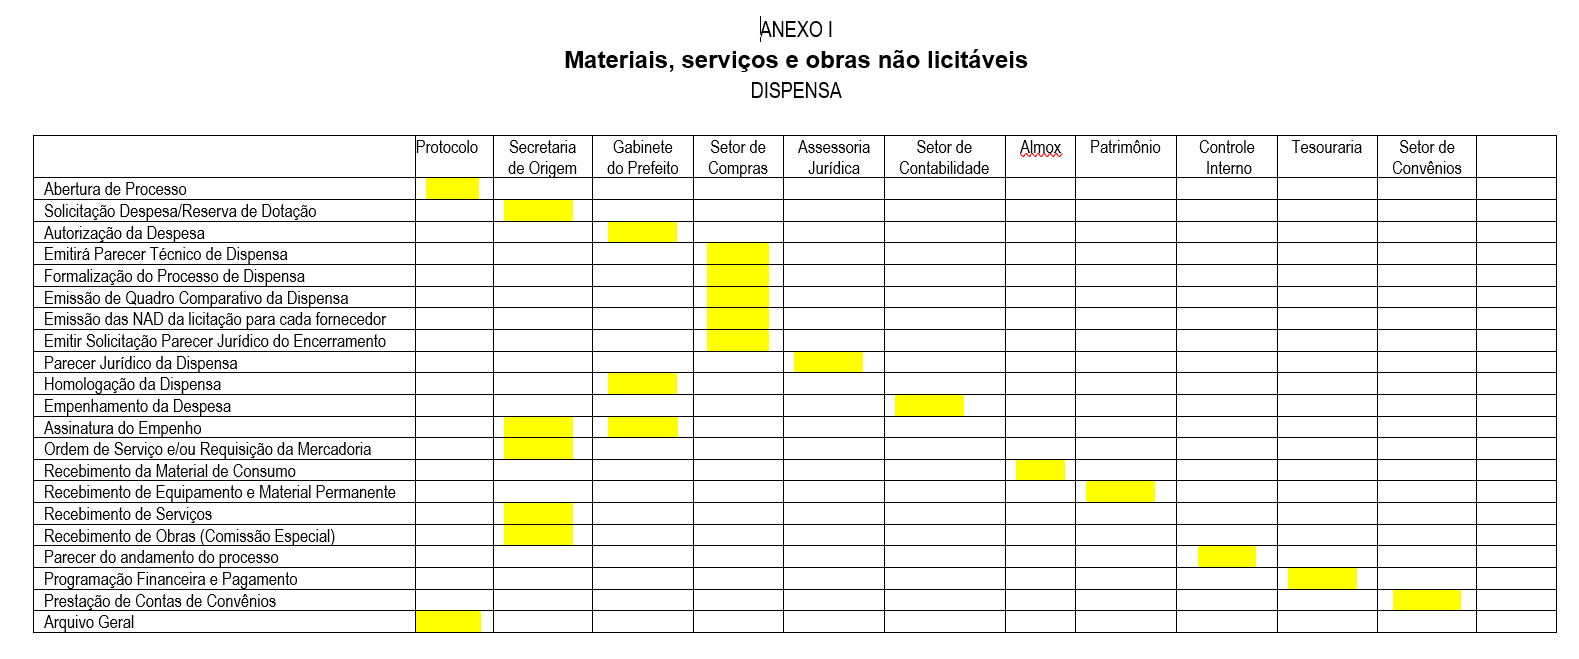 ANEXO I
Materiais, serviços e obras não licitáveis
DISPENSA
Protocolo Secretaria de Origem Gabinete do Prefeito Setor de Compras Assessoria Jurídica Setor de Contabilidade Almox Patrimônio Controle Interno Tesouraria Setor de Convênios
Abertura de Processo
Solicitação Despesa/Reserva de Dotação
Autorização da Despesa
Emitirá Parecer Técnico de Dispensa
Formalização do Processo de Dispensa
Emissão de Quadro Comparativo da Dispensa
Emissão das NAD da licitação para cada fornecedor
Emitir Solicitação Parecer Jurídico do Encerramento
Parecer Jurídico da Dispensa
Homologação da Dispensa
Empenhamento da Despesa
Assinatura do Empenho
Ordem de Serviço e/ou Requisição da Mercadoria
Recebimento da Material de Consumo
Recebimento de Equipamento e Material Permanente
Recebimento de Serviços
Recebimento de Obras (Comissão Especial)
Parecer do andamento do processo
Programação Financeira e Pagamento
Prestação de Contas de Convênios
Arquivo Geral